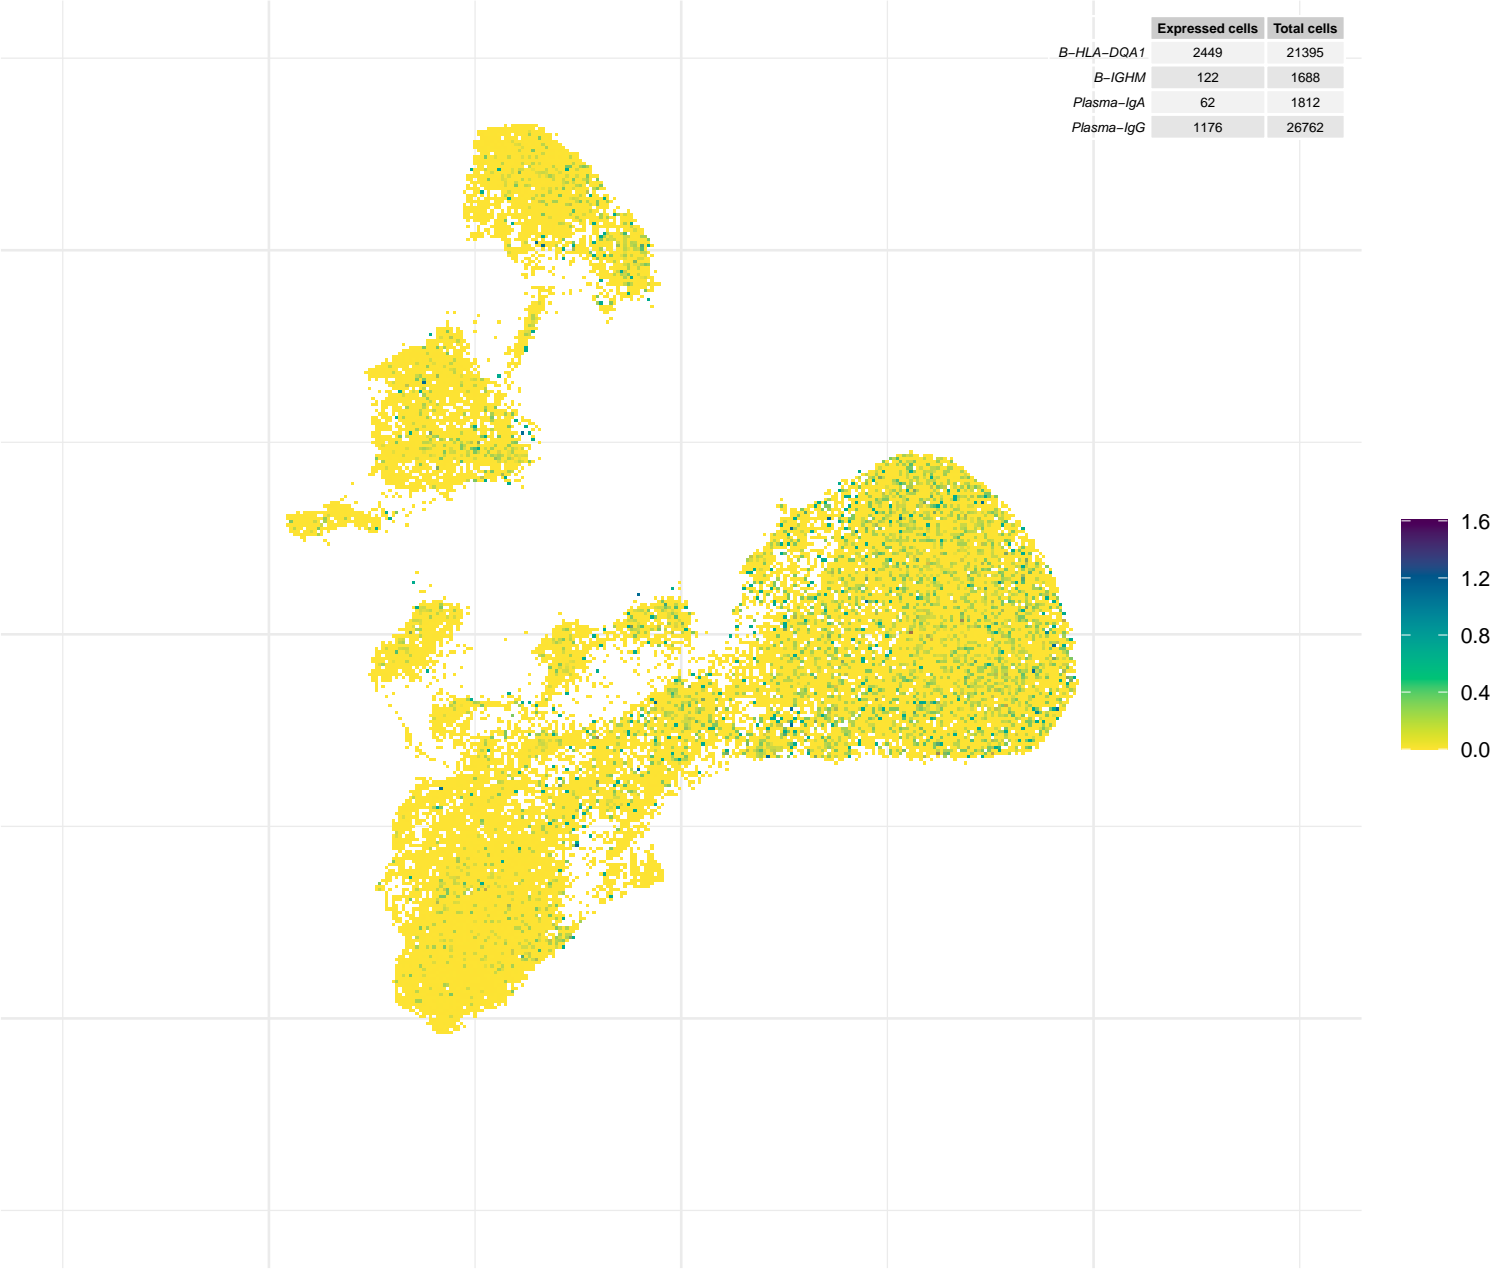 Expressed cells Total cells
B−HLA−DQA1 2449 21395
B−IGHM 122 1688
Plasma−IgA 62 1812
Plasma−IgG 1176 26762
1.6
1.2
0.8
0.4
0.0